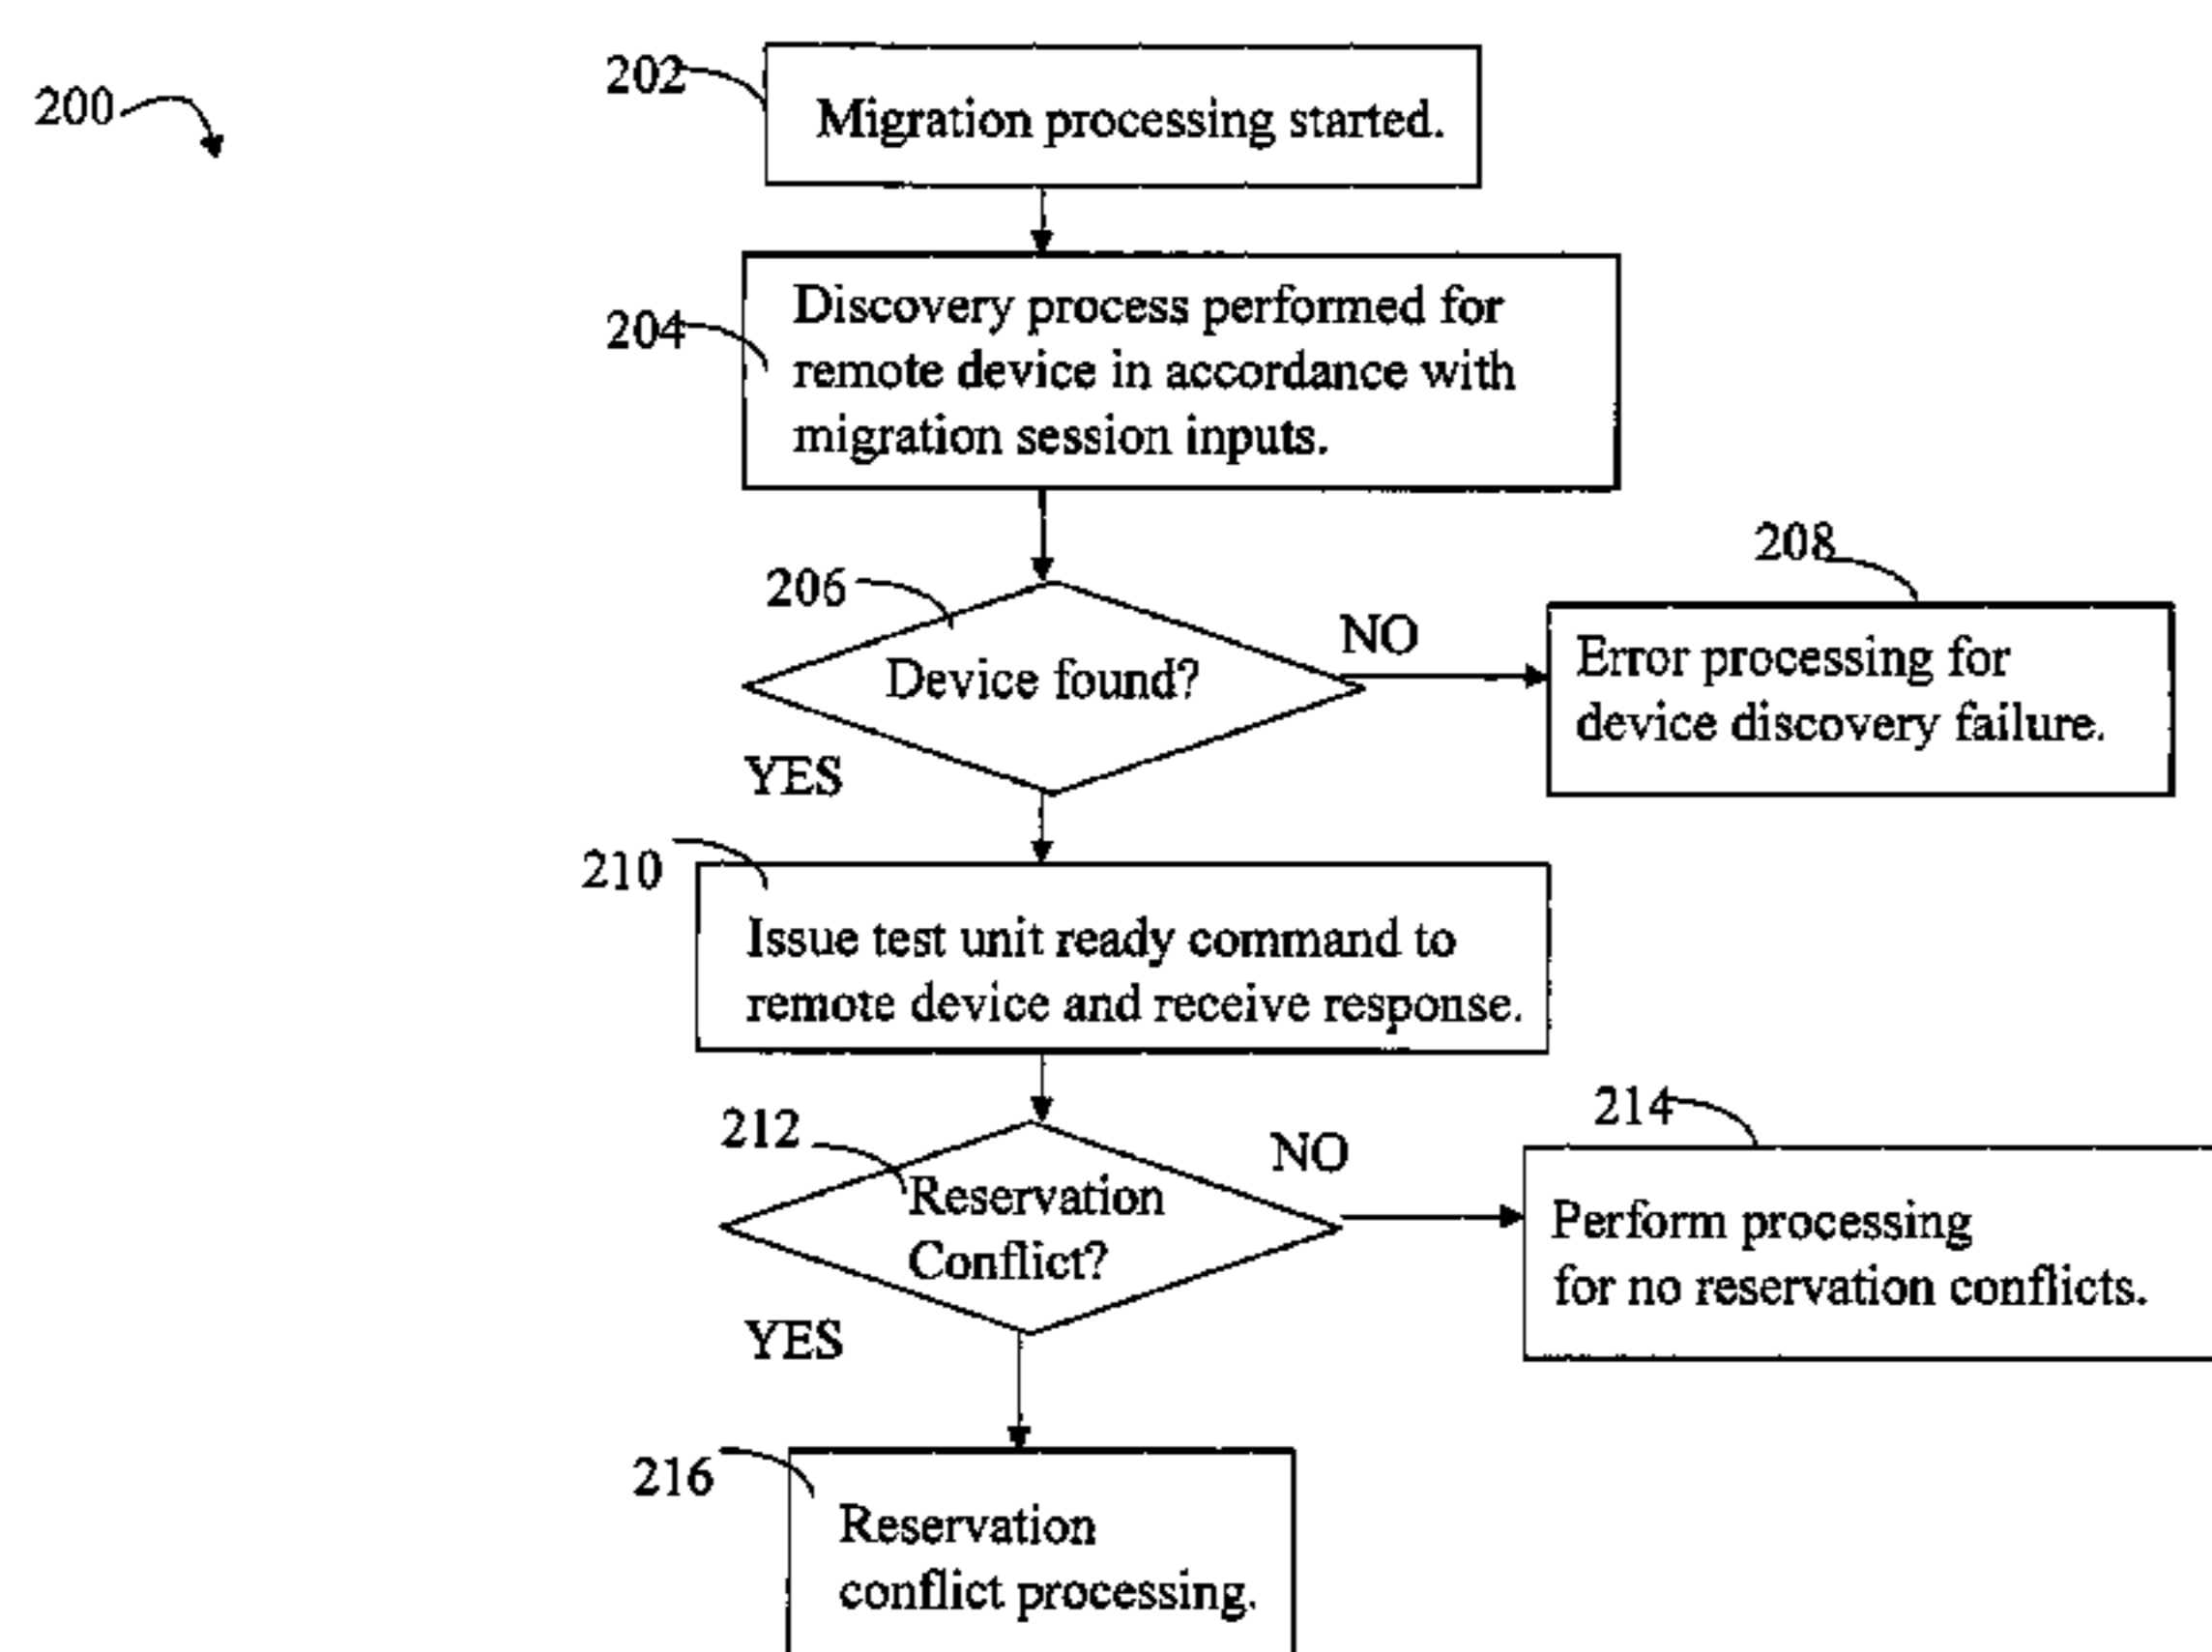 200
202
Migration processing started.
204
Discovery process performed for
remote device in accordance with
migration session inputs.
206
Device found?
NO
208
Error processing for
device discovery failure.
YES
210
Issue test unit ready command to
remote device and receive response.
212
Reservation
Conflict?
NO
214
Perform processing
for no reservation conflicts.
YES
216
Reservation
conflict processing.